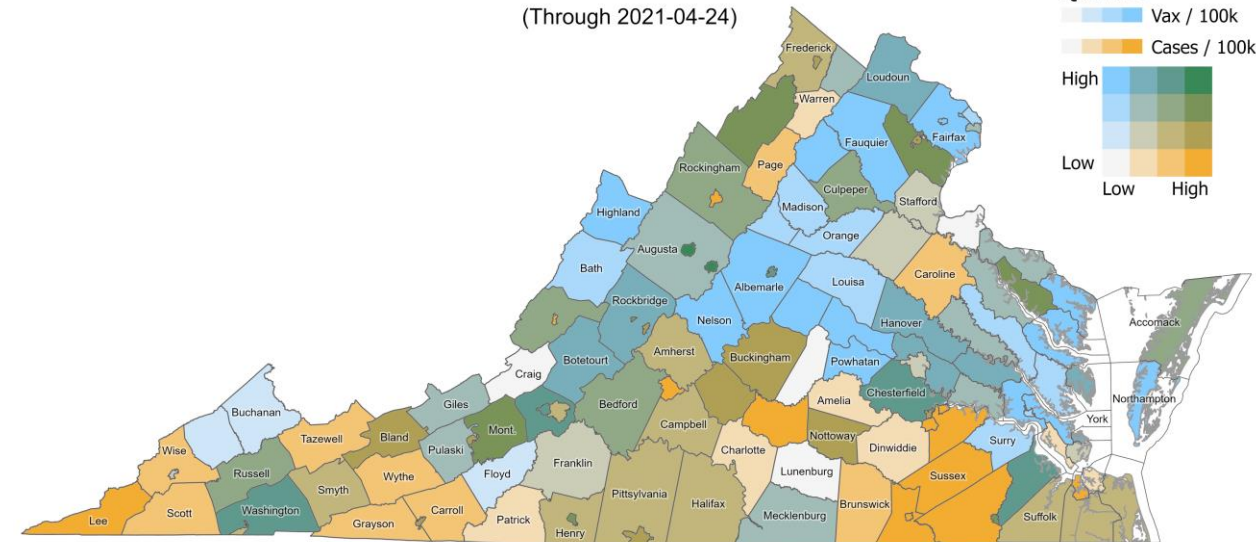 (Through 2021-04-24)
Vax / 100k
Cases / 100k
High
Low
Low High
Frederick
Loudoun
Warren
Fauquier
Fairfax
Rockingham
Page
Culpeper
Stafford
Highland
Madison
Augusta
Orange
Bath
Albemarle
Louisa
Caroline
Rockbridge
Nelson
Hanover
Accomack
Botetourt
Amherst
Buckingham
Powhatan
Craig
Chesterfield
Northampton
Giles
Bedford
Amelia
Buchanan
Mont.
Campbell
York
Tazewell
Bland
Nottoway
Dinwiddie
Surry
Wise
Pulaski
Charlotte
Russell
Floyd
Franklin
Lunenburg
Wythe
Sussex
Smyth
Pittsylvania
Halifax
Brunswick
Lee
Scott
Washington
Grayson
Carroll
Patrick
Henry
Mecklenburg
Suffolk